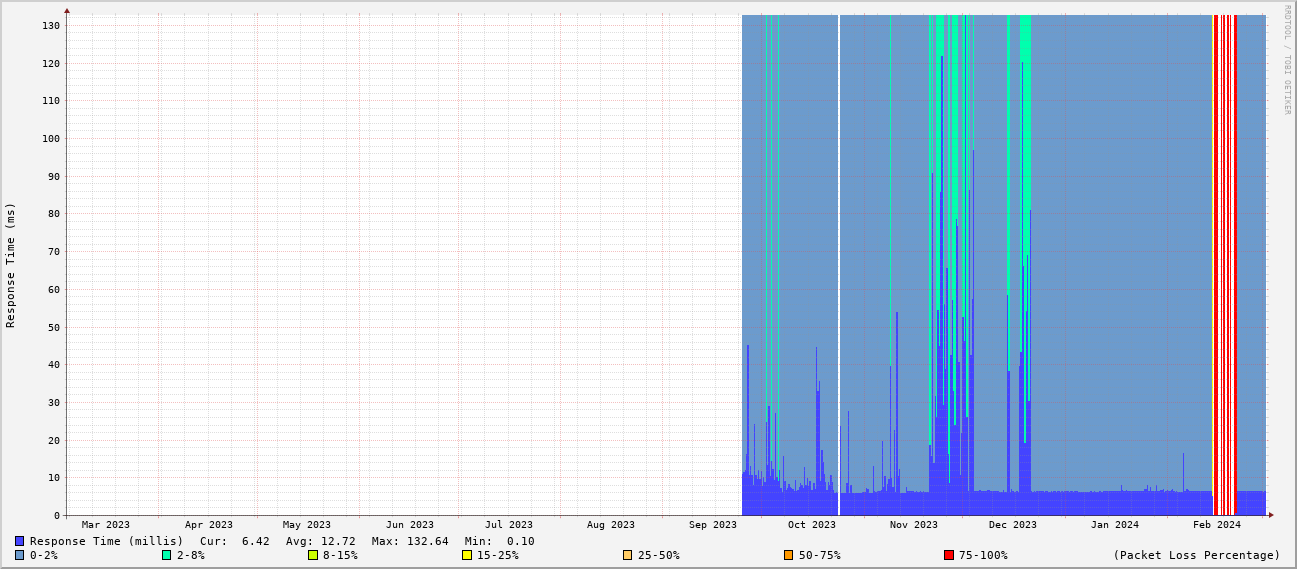 RRDTOOL / TOBI OETIKER
Response Time (ms)
130
120
110
100
90
80
70
60
50
40
30
20
10
0
Mar 2023 Apr 2023 May 2023 Jun 2023 Jul 2023 Aug 2023 Sep 2023 Oct 2023 Nov 2023 Dec 2023 Jan 2024 Feb 2024
Response Time (millis) Cur: 6.42 Avg: 12.72 Max: 132.64 Min: 0.10
0-2% 2-8% 8-15% 15-25% 25-50% 50-75% 75-100% (Packet Loss Percentage)